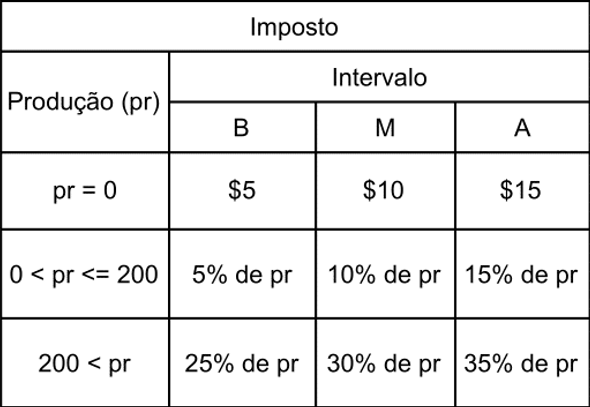 Imposto
Produção (pr)
Intervalo
B M A
pr = 0 $5 $10 $15
0 < pr <= 200 5% de pr 10% de pr 15% de pr
200 < pr 25% de pr 30% de pr 35% de pr